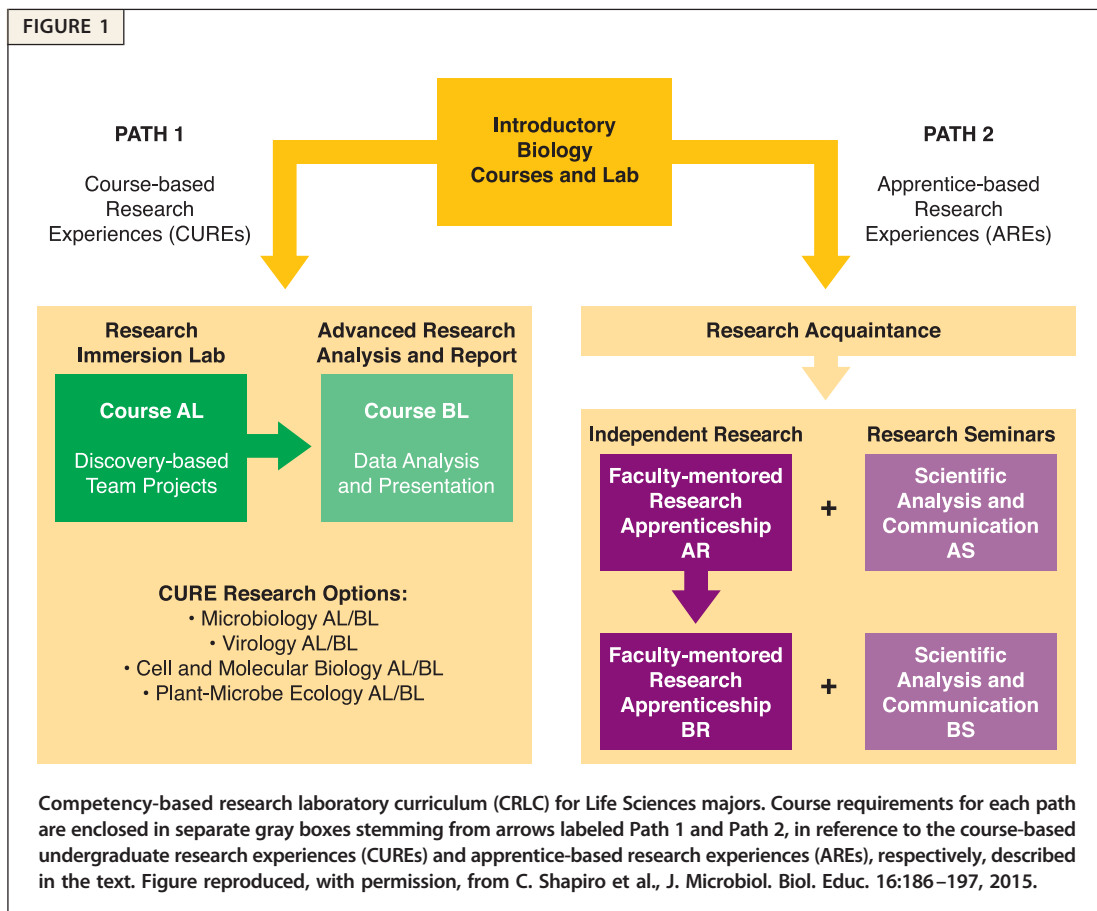 FIGURE 1
Introductory
Biology
Courses and Lab
PATH 1
Course-based
Research
Experiences (CUREs)
PATH 2
Apprentice-based
Research
Experiences (AREs)
Research
Immersion Lab
Course AL
Discovery-based
Team Projects
Advanced Research
Analysis and Report
Course BL
Data Analysis
and Presentation
CURE Research Options:
• Microbiology AL/BL
• Virology AL/BL
• Cell and Molecular Biology AL/BL
• Plant-Microbe Ecology AL/BL
Research Acquaintance
Independent Research
Research Seminars
Faculty-mentored
Research
Apprenticeship
AR
+
Scientific
Analysis and
Communication
AS
Faculty-mentored
Research
Apprenticeship
BR
+
Scientific
Analysis and
Communication
BS
Competency-based research laboratory curriculum (CRLC) for Life Sciences majors. Course requirements for each path
are enclosed in separate gray boxes stemming from arrows labeled Path 1 and Path 2, in reference to the course-based
undergraduate research experiences (CUREs) and apprentice-based research experiences (AREs), respectively, described
in the text. Figure reproduced, with permission, from C. Shapiro et al., J. Microbiol. Biol. Educ. 16:186–197, 2015.